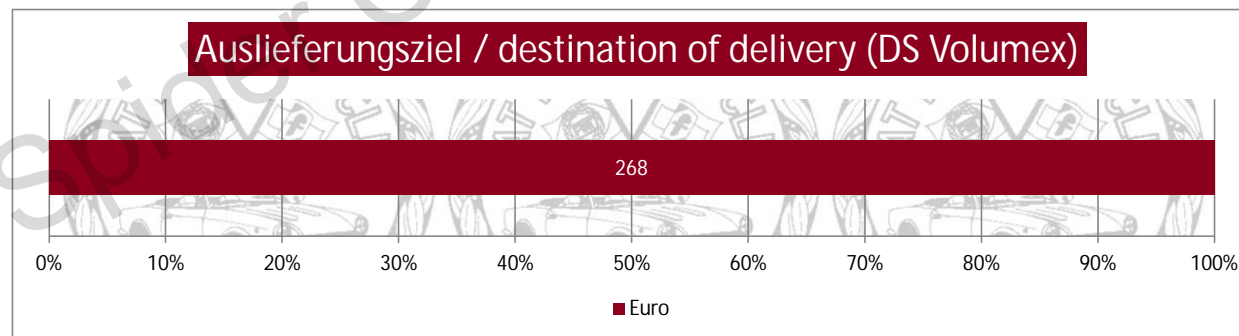 Auslieferungsziel / destination of delivery (DS Volumex)
268
0% 10% 20% 30% 40% 50% 60% 70% 80% 90% 100%
Euro
Spider